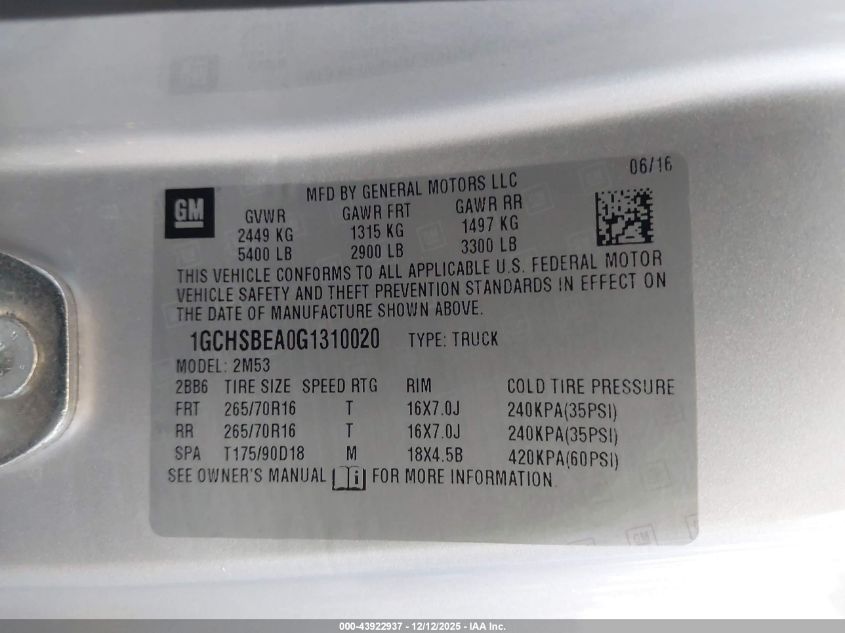 06/16
MFD BY GENERAL MOTORS LLC
GM
GVWR GAWR FRT GAWR RR
2449 KG 1315 KG 1497 KG
5400 LB 2900 LB 3300 LB
THIS VEHICLE CONFORMS TO ALL APPLICABLE U.S. FEDERAL MOTOR
VEHICLE SAFETY AND THEFT PREVENTION STANDARDS IN EFFECT ON
THE DATE OF MANUFACTURE SHOWN ABOVE.
1GCHSBEA0G1310020 TYPE: TRUCK
MODEL: 2M53
2BB6 TIRE SIZE SPEED RTG RIM COLD TIRE PRESSURE
FRT 265/70R16 T 16X7.0J 240KPA(35PSI)
RR 265/70R16 T 16X7.0J 240KPA(35PSI)
SPA T175/90D18 M 18X4.5B 420KPA(60PSI)
SEE OWNER'S MANUAL i FOR MORE INFORMATION.
000-43922937 - 12/12/2025 - IAA Inc.